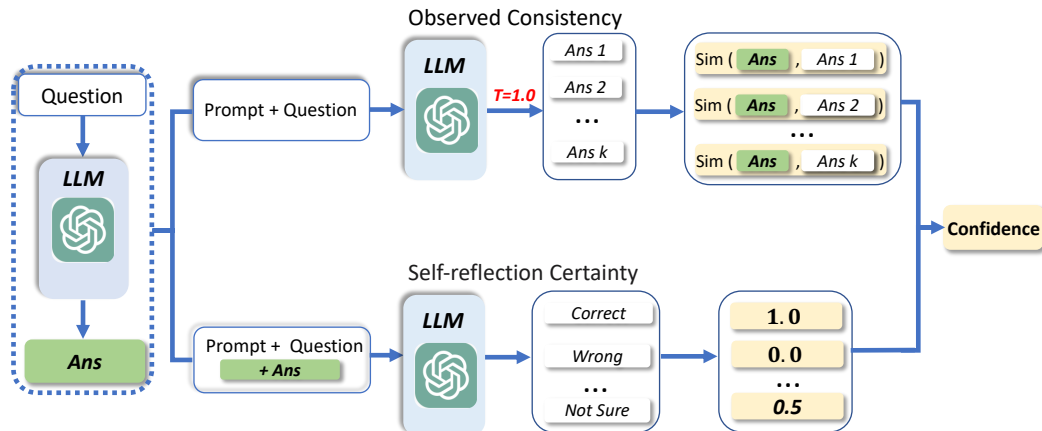 Observed Consistency
Question
LLM
Ans
Prompt + Question
LLM
T=1.0
Ans 1
Ans 2
...
Ans k
Sim ( Ans , Ans 1 )
Sim ( Ans , Ans 2 )
...
Sim ( Ans , Ans k )
Confidence
Self-reflection Certainty
Prompt + Question
+ Ans
LLM
Correct
Wrong
...
Not Sure
1.0
0.0
...
0.5